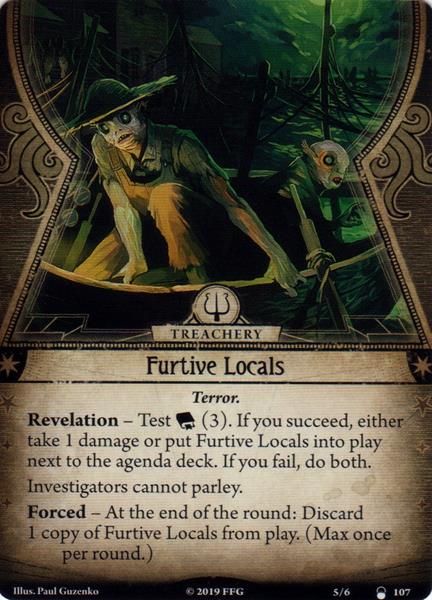 TREACHERY
Furtive Locals
Terror.
Revelation – Test (3). If you succeed, either
take 1 damage or put Furtive Locals into play
next to the agenda deck. If you fail, do both.
Investigators cannot parley.
Forced – At the end of the round: Discard
1 copy of Furtive Locals from play. (Max once
per round.)
Illus. Paul Guzenko © 2019 FFG 5/6 107